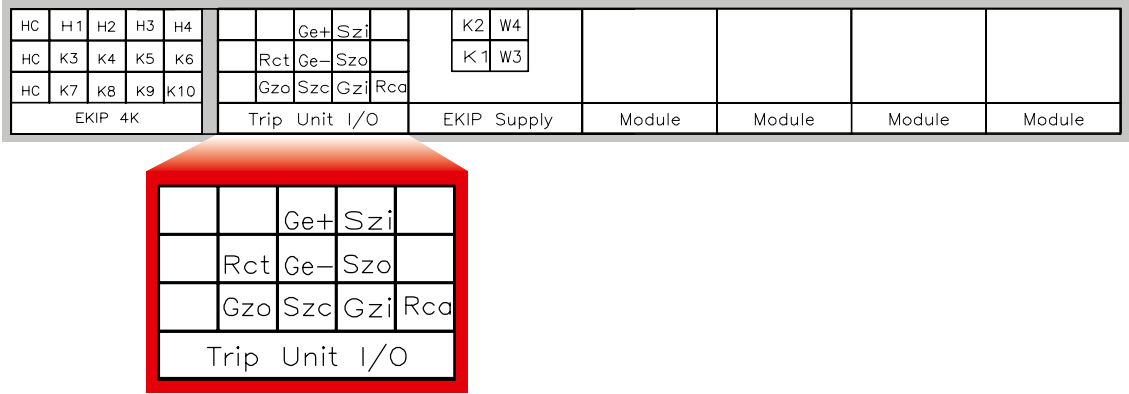 HC H1 H2 H3 H4 Ge+ Szi K2 W4
HC K3 K4 K5 K6 Rct Ge- Szo K1 W3
HC K7 K8 K9 K10 Gzo Szc Gzi Rca
EKIP 4K Trip Unit I/O EKIP Supply Module Module Module Module
Ge+ Szi
Rct Ge- Szo
Gzo Szc Gzi Rca
Trip Unit I/O